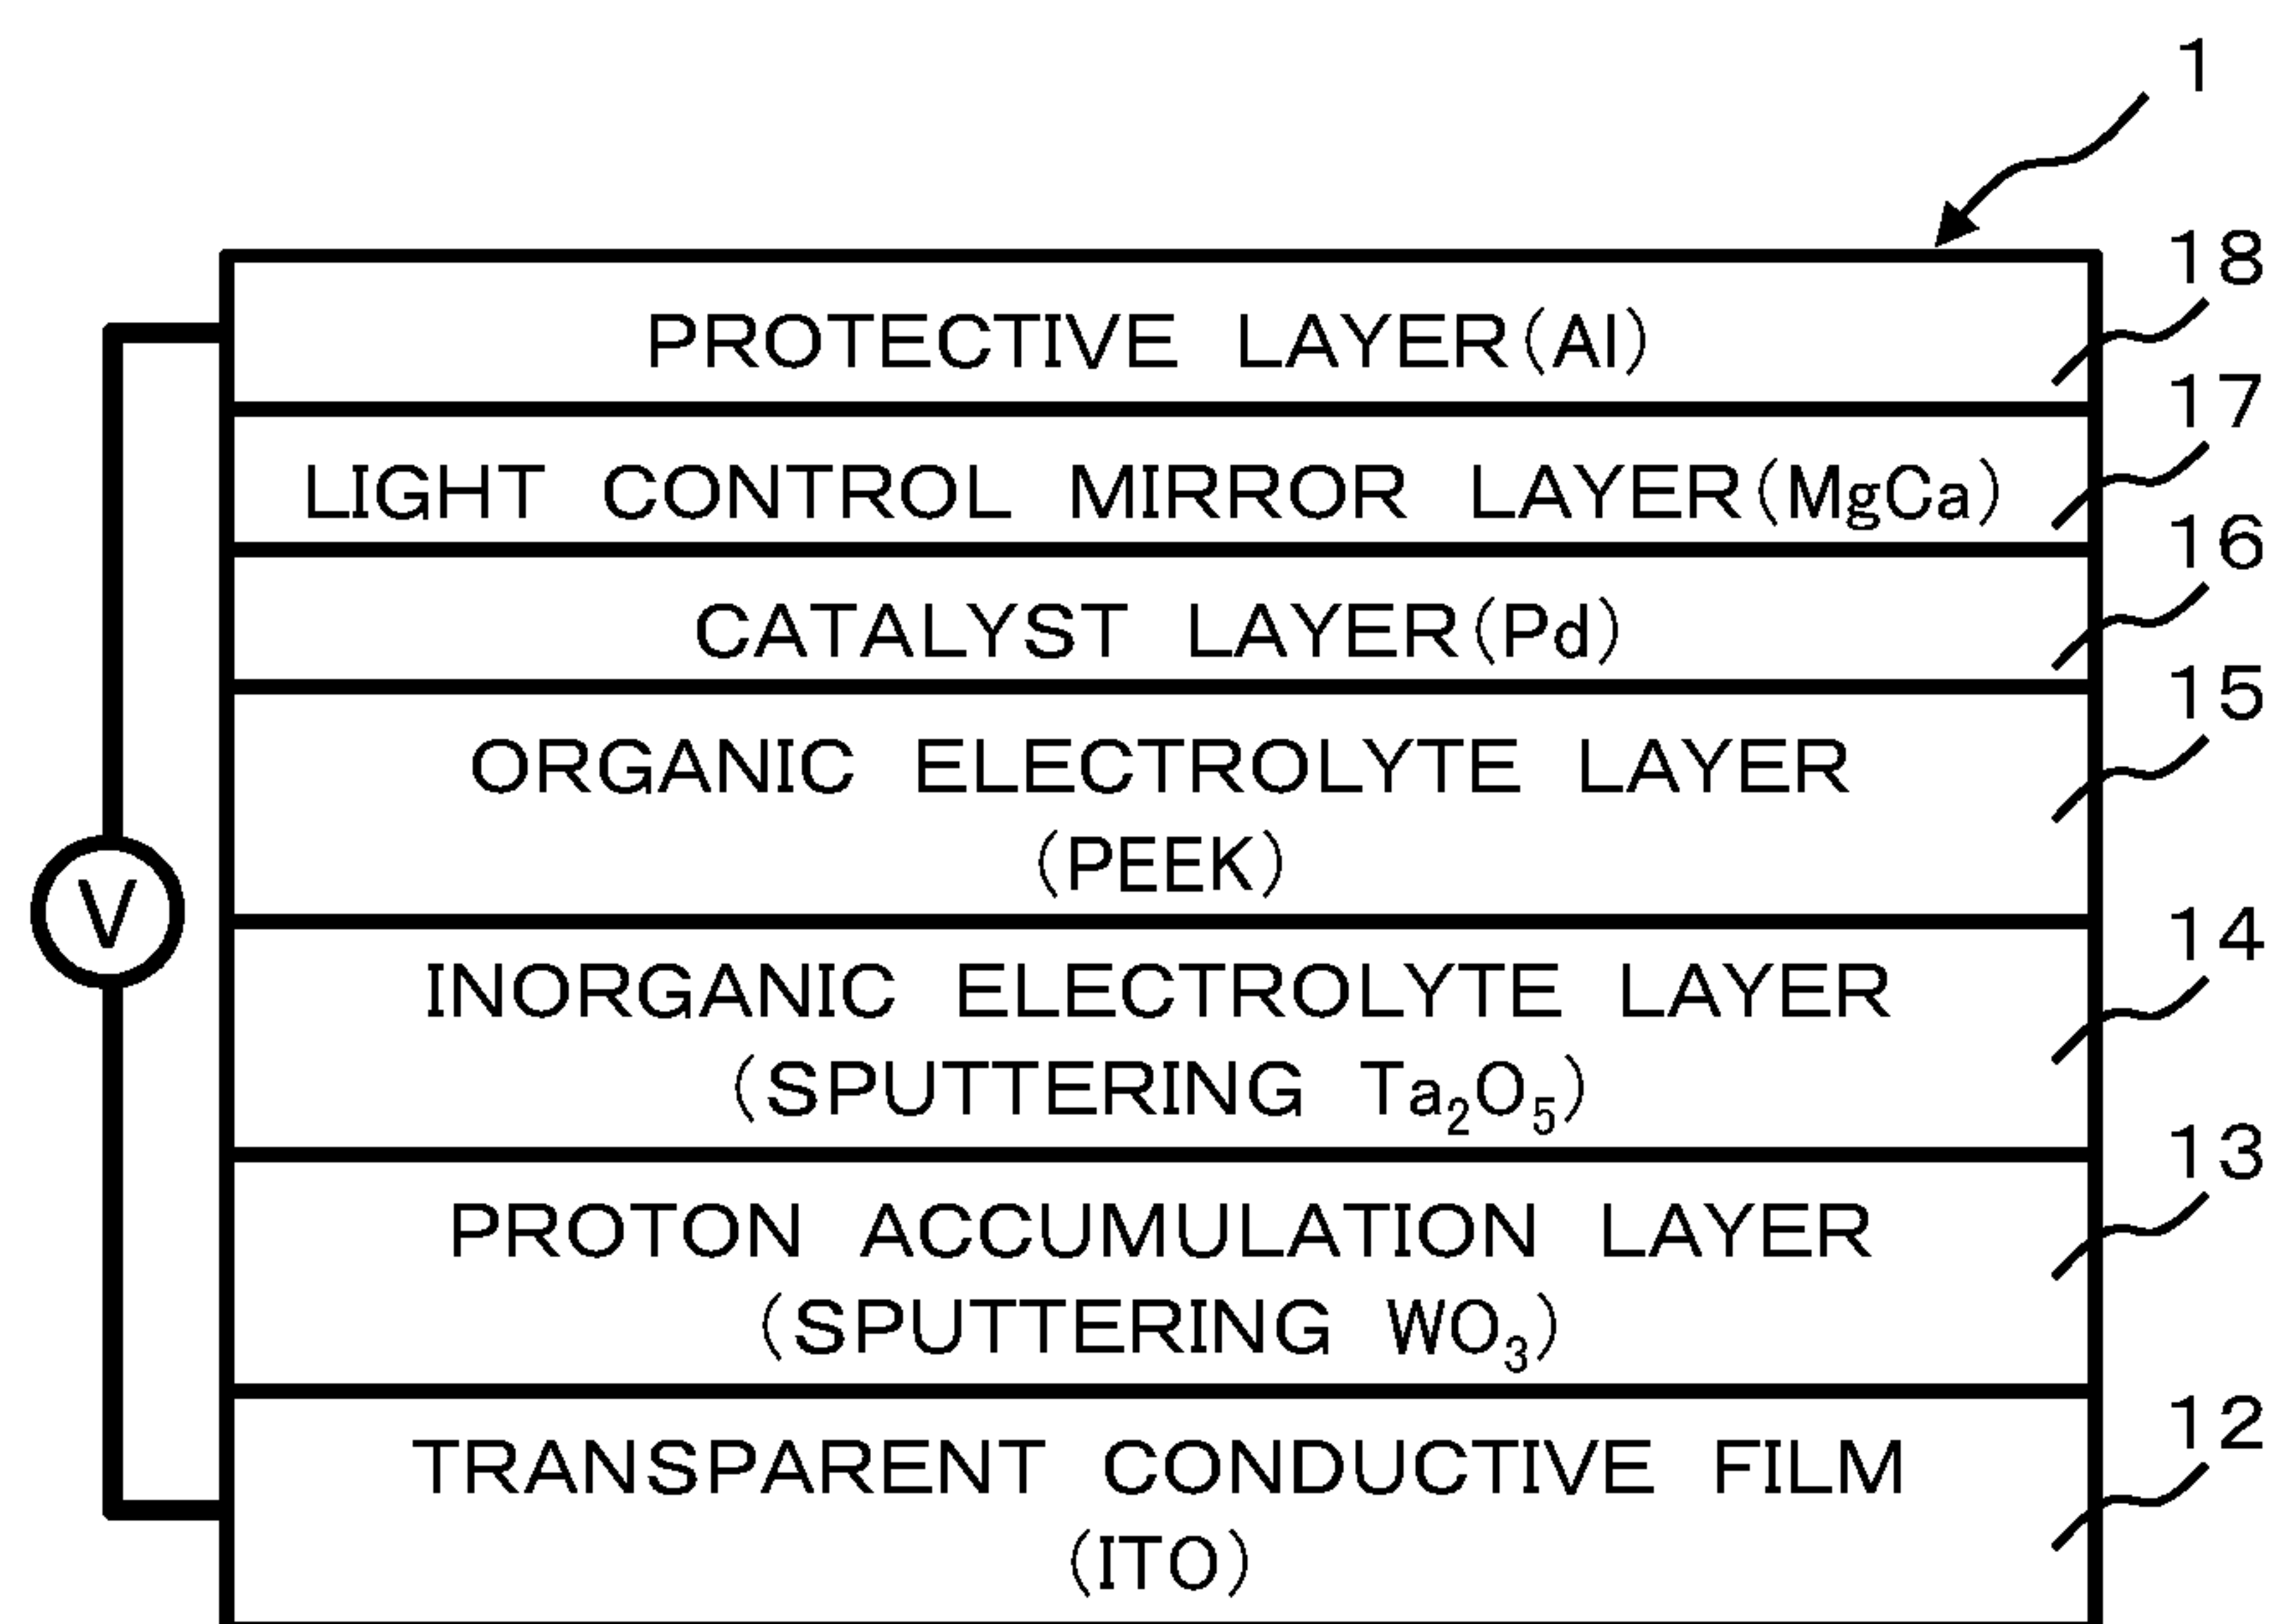 1
18
PROTECTIVE LAYER(Al)
17
LIGHT CONTROL MIRROR LAYER(MgCa)
16
CATALYST LAYER(Pd)
15
ORGANIC ELECTROLYTE LAYER
(PEEK)
V
14
INORGANIC ELECTROLYTE LAYER
(SPUTTERING Ta₂O₅)
13
PROTON ACCUMULATION LAYER
(SPUTTERING WO₃)
12
TRANSPARENT CONDUCTIVE FILM
(ITO)